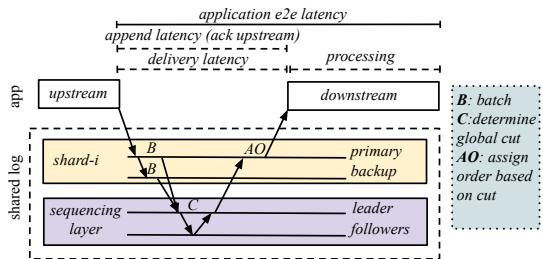 application e2e latency
append latency (ack upstream)
delivery latency
processing
app
upstream
downstream
shared log
shard-i
B
AO
primary
B
backup
sequencing
layer
C
leader
followers
B: batch
C:determine
global cut
AO: assign
order based
on cut